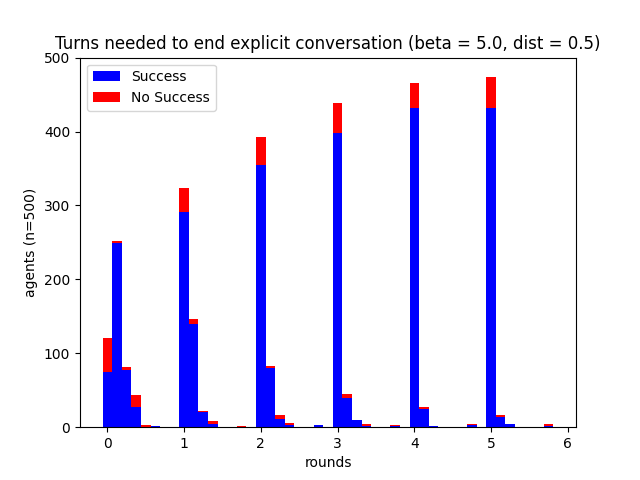 Turns needed to end explicit conversation (beta = 5.0, dist = 0.5)
Success
No Success
500
400
300
200
100
0
agents (n=500)
0 1 2 3 4 5 6
rounds